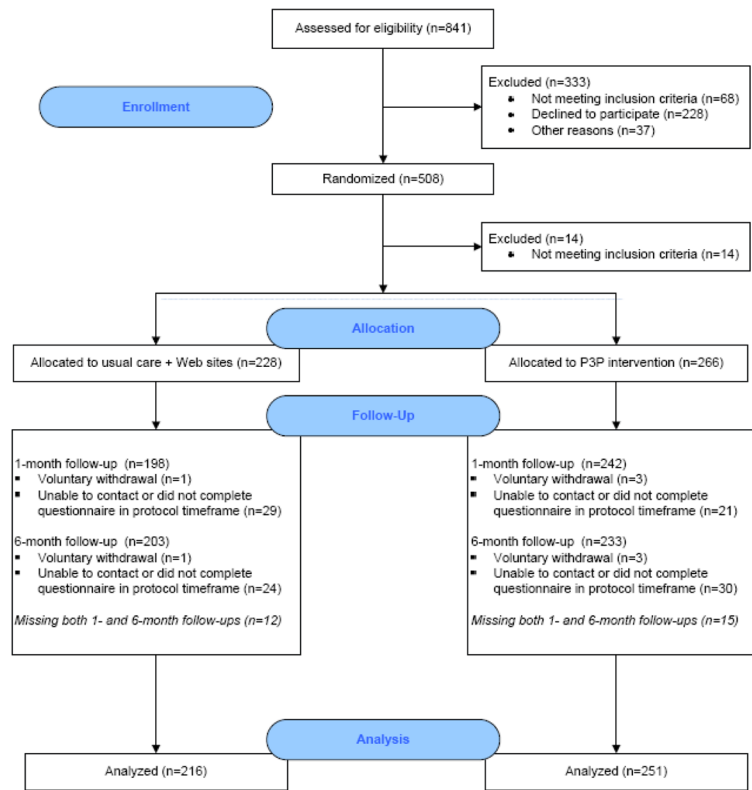 Assessed for eligibility (n=841)
Excluded (n=333)
Not meeting inclusion criteria (n=68)
Declined to participate (n=228)
Other reasons (n=37)
Enrollment
Randomized (n=508)
Excluded (n=14)
Not meeting inclusion criteria (n=14)
Allocation
Allocated to usual care + Web sites (n=228)
Allocated to P3P intervention (n=266)
Follow-Up
1-month follow-up (n=198)
Voluntary withdrawal (n=1)
Unable to contact or did not complete
questionnaire in protocol timeframe (n=29)
6-month follow-up (n=203)
Voluntary withdrawal (n=1)
Unable to contact or did not complete
questionnaire in protocol timeframe (n=24)
Missing both 1- and 6-month follow-ups (n=12)
1-month follow-up (n=242)
Voluntary withdrawal (n=3)
Unable to contact or did not complete
questionnaire in protocol timeframe (n=21)
6-month follow-up (n=233)
Voluntary withdrawal (n=3)
Unable to contact or did not complete
questionnaire in protocol timeframe (n=30)
Missing both 1- and 6-month follow-ups (n=15)
Analysis
Analyzed (n=216)
Analyzed (n=251)